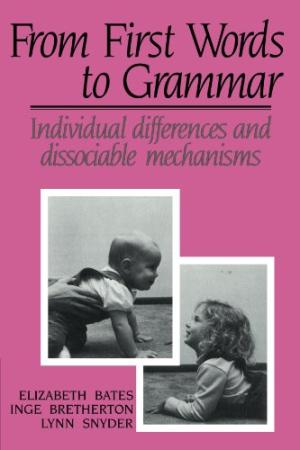 From First Words
to Grammar
Individual differences and
dissociable mechanisms
ELIZABETH BATES
INGE BRETHERTON
LYNN SNYDER